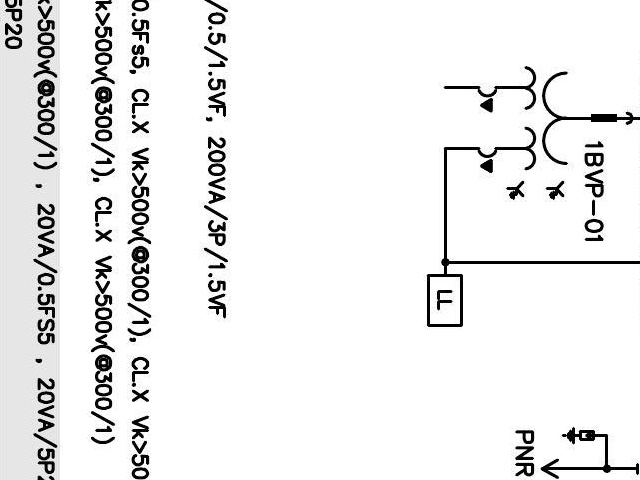 1BVP-01
LL
PNR
/0.5/1.5VF, 200VA/3P/1.5VF
0.5Fs5, CL.X Vk>500v(@300/1), CL.X Vk>50
k>500v(@300/1), CL.X Vk>500v(@300/1)
k>500v(@300/1) , 20VA/0.5FS5 , 20VA/5P2
5P20